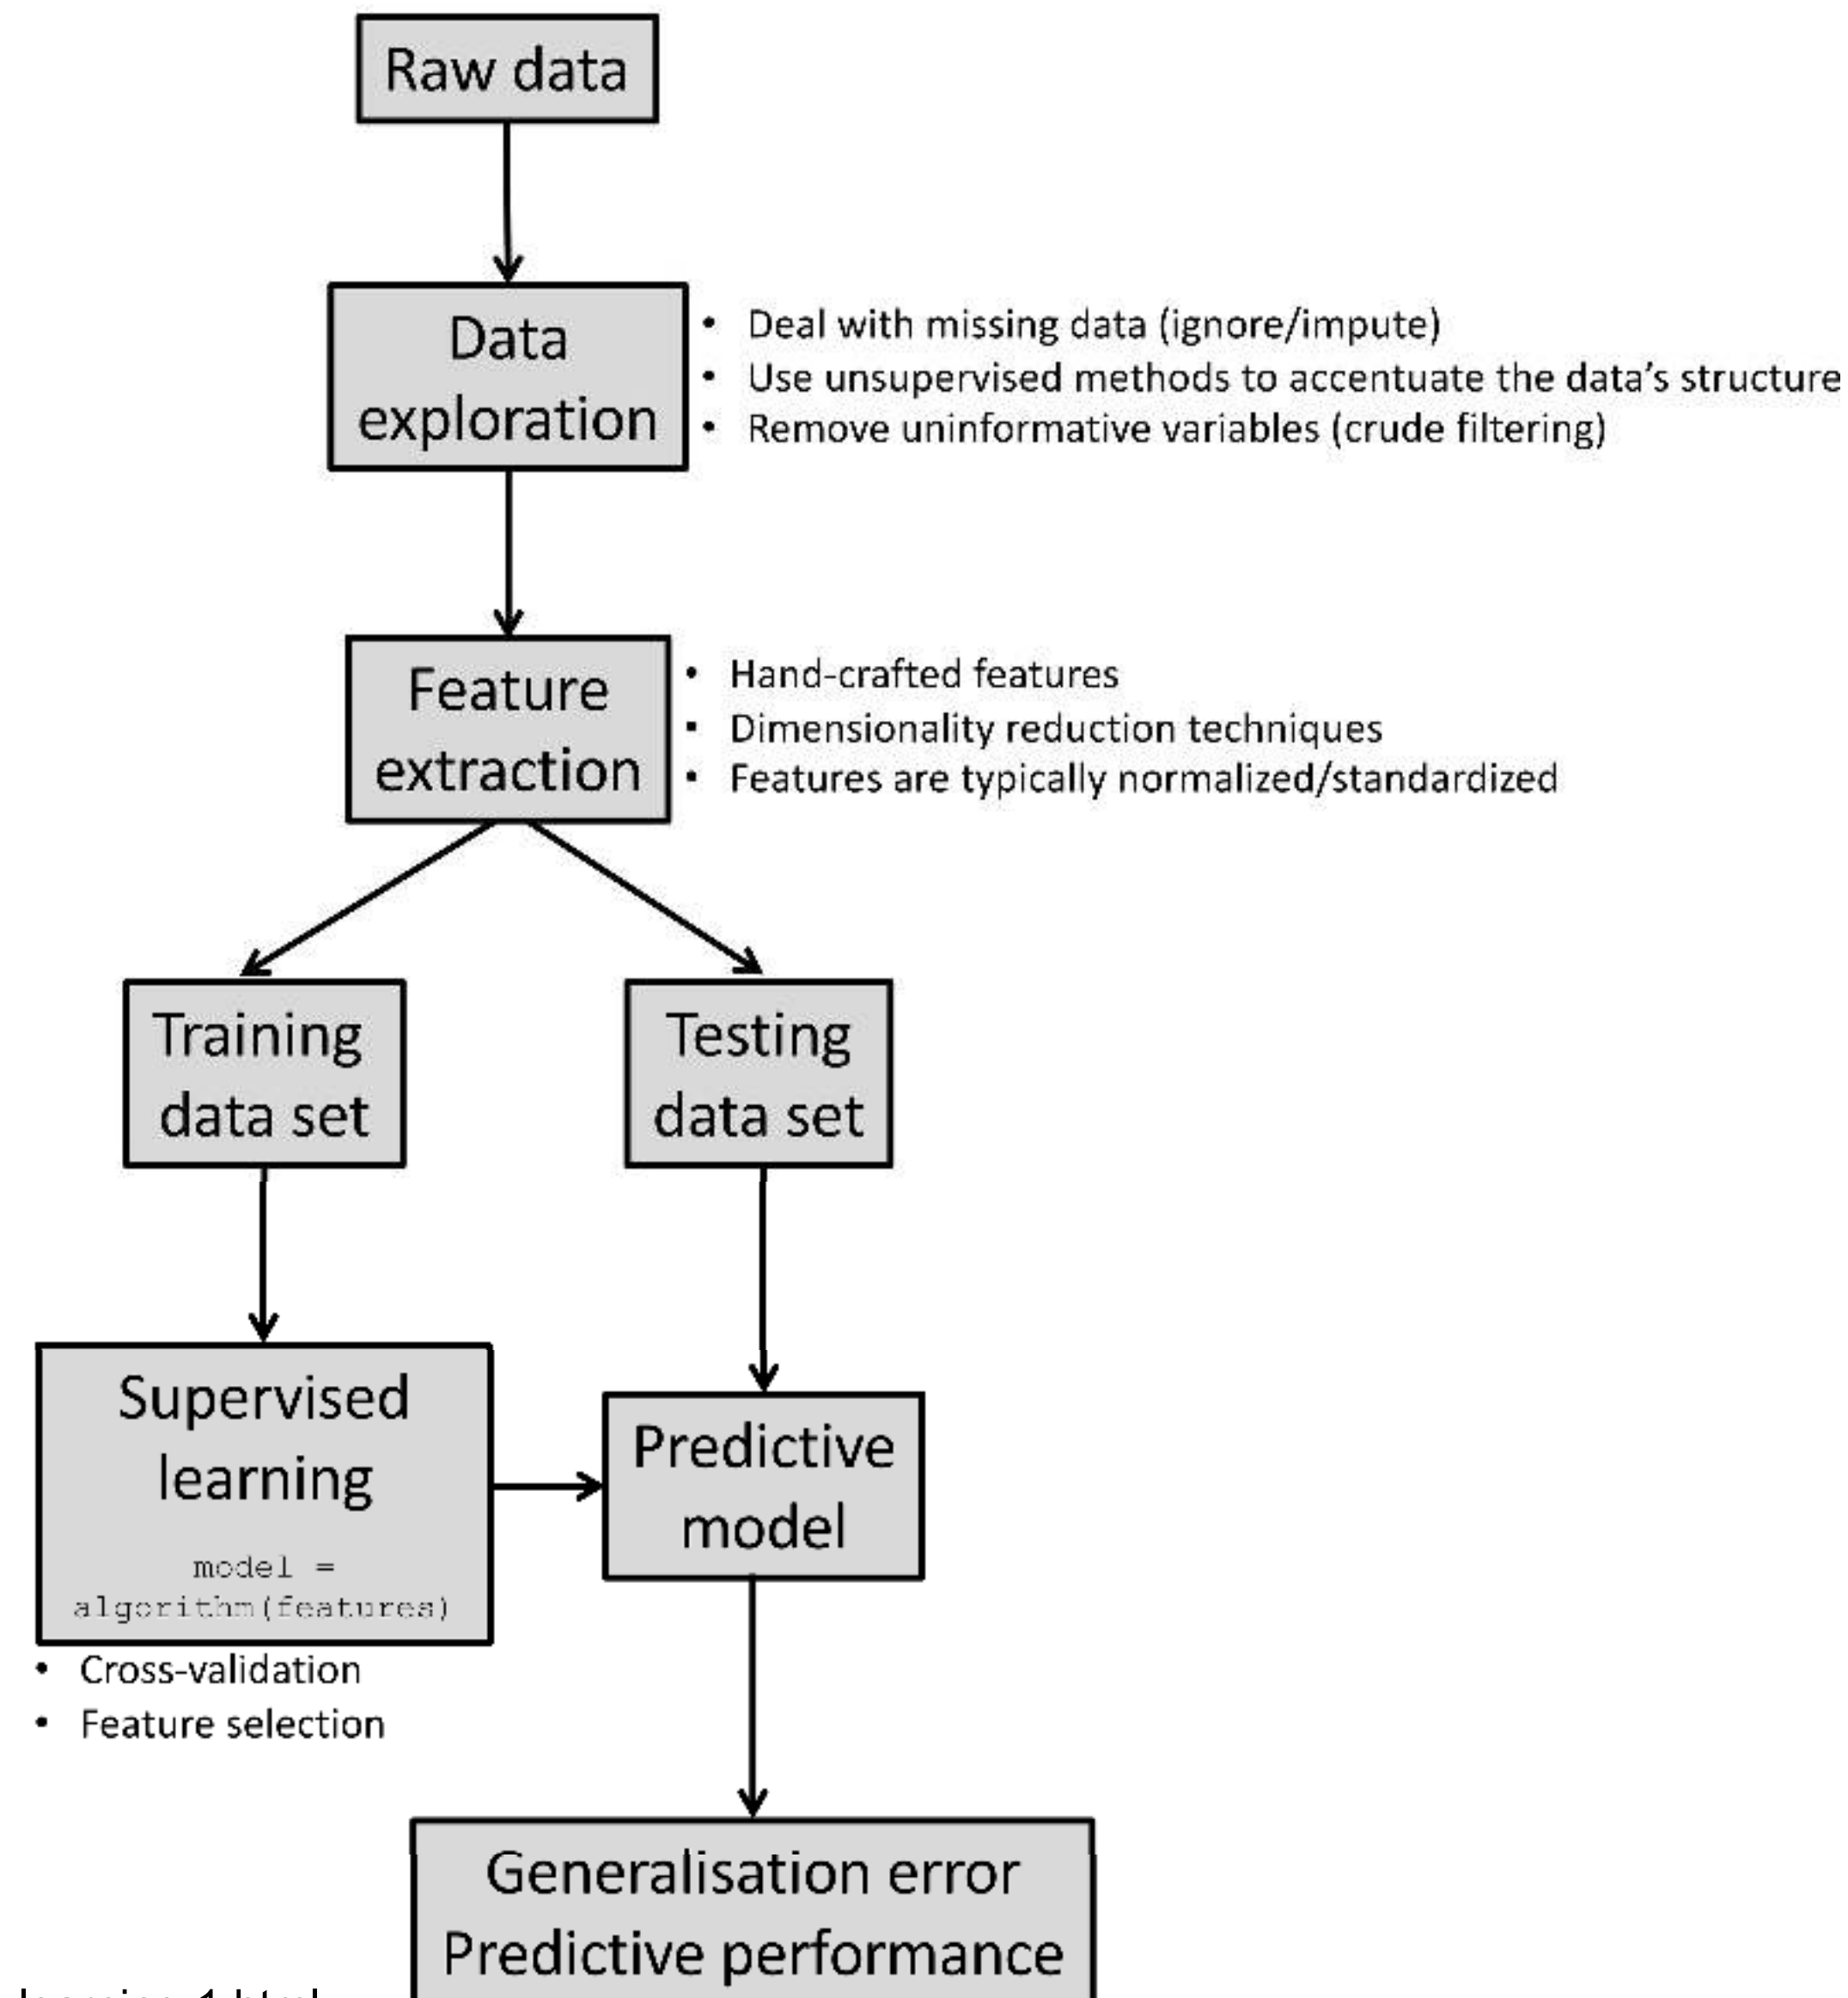 Raw data
Data
exploration
• Deal with missing data (ignore/impute)
• Use unsupervised methods to accentuate the data's structure
• Remove uninformative variables (crude filtering)
Feature
extraction
• Hand-crafted features
• Dimensionality reduction techniques
• Features are typically normalized/standardized
Training
data set
Testing
data set
Supervised
learning
model =
algorithm(features)
• Cross-validation
• Feature selection
Predictive
model
Generalisation error
Predictive performance